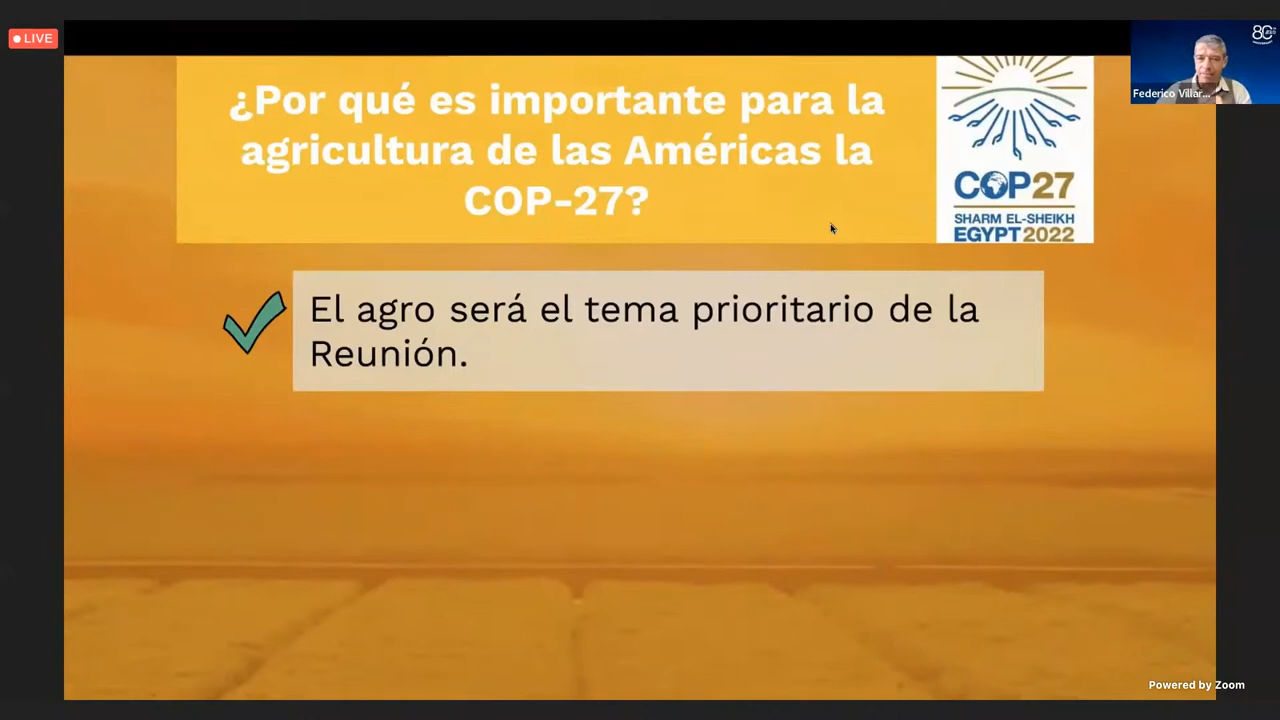 LIVE
¿Por qué es importante para la
agricultura de las Américas la
COP-27?
COP27
SHARM EL-SHEIKH
EGYPT 2022
80
Federico Villar...
El agro será el tema prioritario de la
Reunión.
Powered by Zoom